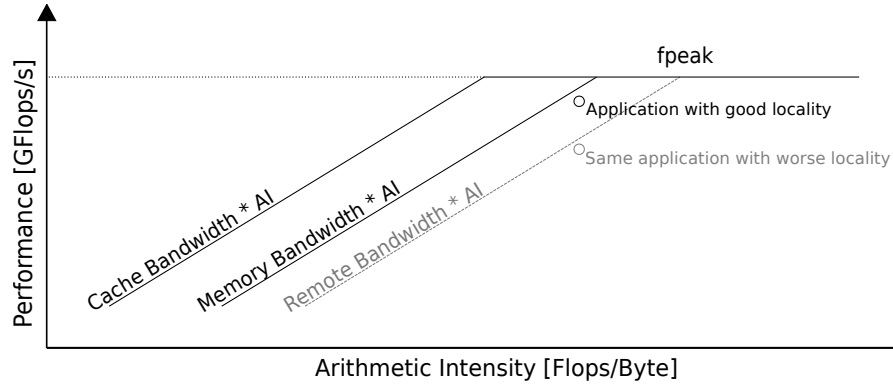 fpeak
Application with good locality
Same application with worse locality
Cache Bandwidth * AI
Memory Bandwidth * AI
Remote Bandwidth * AI
Performance [GFlops/s]
Arithmetic Intensity [Flops/Byte]